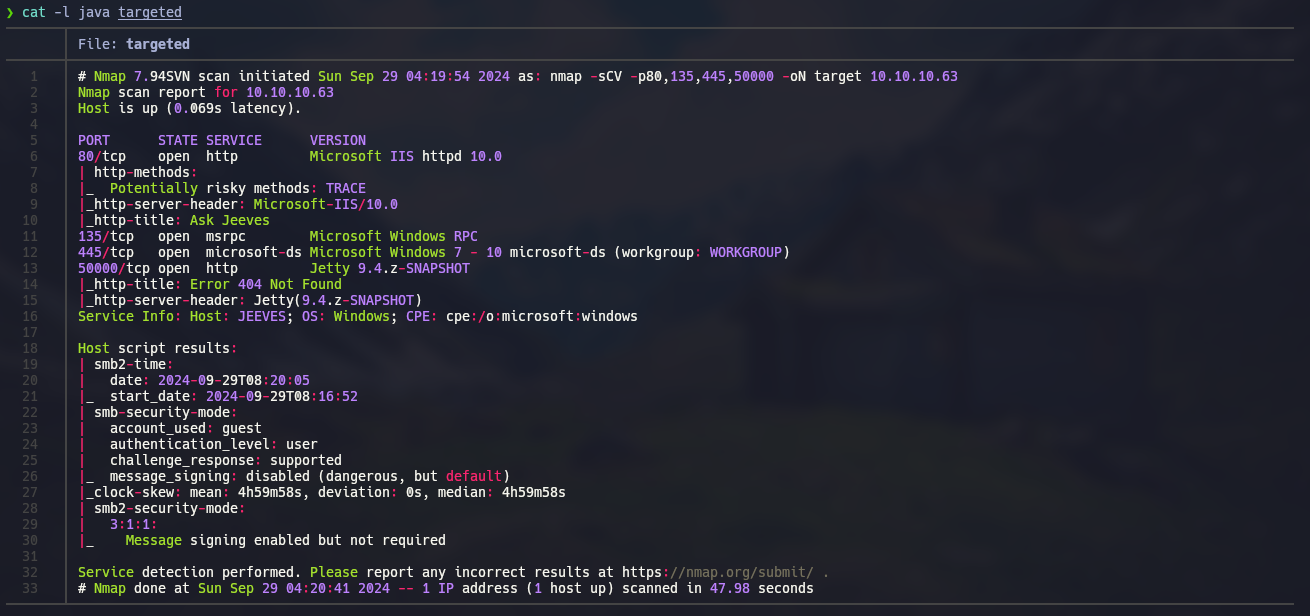 ❯ cat -l java targeted
File: targeted
1 # Nmap 7.94SVN scan initiated Sun Sep 29 04:19:54 2024 as: nmap -sCV -p80,135,445,50000 -oN target 10.10.10.63
2 Nmap scan report for 10.10.10.63
3 Host is up (0.069s latency).
4
5 PORT      STATE SERVICE      VERSION
6 80/tcp    open  http         Microsoft IIS httpd 10.0
7 | http-methods:
8 |_  Potentially risky methods: TRACE
9 |_http-server-header: Microsoft-IIS/10.0
10 |_http-title: Ask Jeeves
11 135/tcp   open  msrpc        Microsoft Windows RPC
12 445/tcp   open  microsoft-ds Microsoft Windows 7 - 10 microsoft-ds (workgroup: WORKGROUP)
13 50000/tcp open  http         Jetty 9.4.z-SNAPSHOT
14 |_http-title: Error 404 Not Found
15 |_http-server-header: Jetty(9.4.z-SNAPSHOT)
16 Service Info: Host: JEEVES; OS: Windows; CPE: cpe:/o:microsoft:windows
17
18 Host script results:
19 | smb2-time:
20 |   date: 2024-09-29T08:20:05
21 |_  start_date: 2024-09-29T08:16:52
22 | smb-security-mode:
23 |   account_used: guest
24 |   authentication_level: user
25 |   challenge_response: supported
26 |_  message_signing: disabled (dangerous, but default)
27 |_clock-skew: mean: 4h59m58s, deviation: 0s, median: 4h59m58s
28 | smb2-security-mode:
29 |   3:1:1:
30 |_    Message signing enabled but not required
31
32 Service detection performed. Please report any incorrect results at https://nmap.org/submit/ .
33 # Nmap done at Sun Sep 29 04:20:41 2024 -- 1 IP address (1 host up) scanned in 47.98 seconds